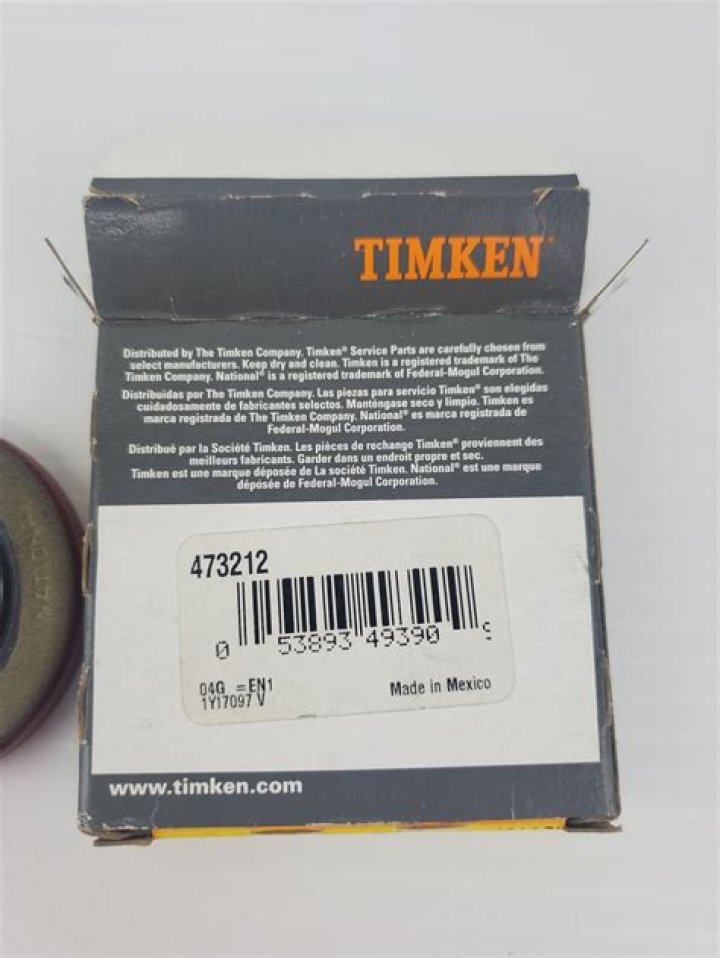 TIMKEN
Distributed by The Timken Company. Timken® Service Parts are carefully chosen from
select manufacturers. Keep dry and clean. Timken is a registered trademark of The
Timken Company. National® is a registered trademark of Federal-Mogul Corporation.
Distribuidas por The Timken Company. Las piezas para servicio Timken® son elegidas
cuidadosamente de fabricantes selectos. Manténgase seco y limpio. Timken es
marca registrada de The Timken Company. National® es marca registrada de
Federal-Mogul Corporation.
Distribué par la Société Timken. Les pièces de rechange Timken® proviennent des
meilleurs fabricants. Garder dans un endroit propre et sec.
Timken est une marque déposée de La société Timken. National® est une marque
déposée de Federal-Mogul Corporation.
473212
0 53893 49390
04G =EN1
1Y17097 V
Made in Mexico
www.timken.com
NATIONAL